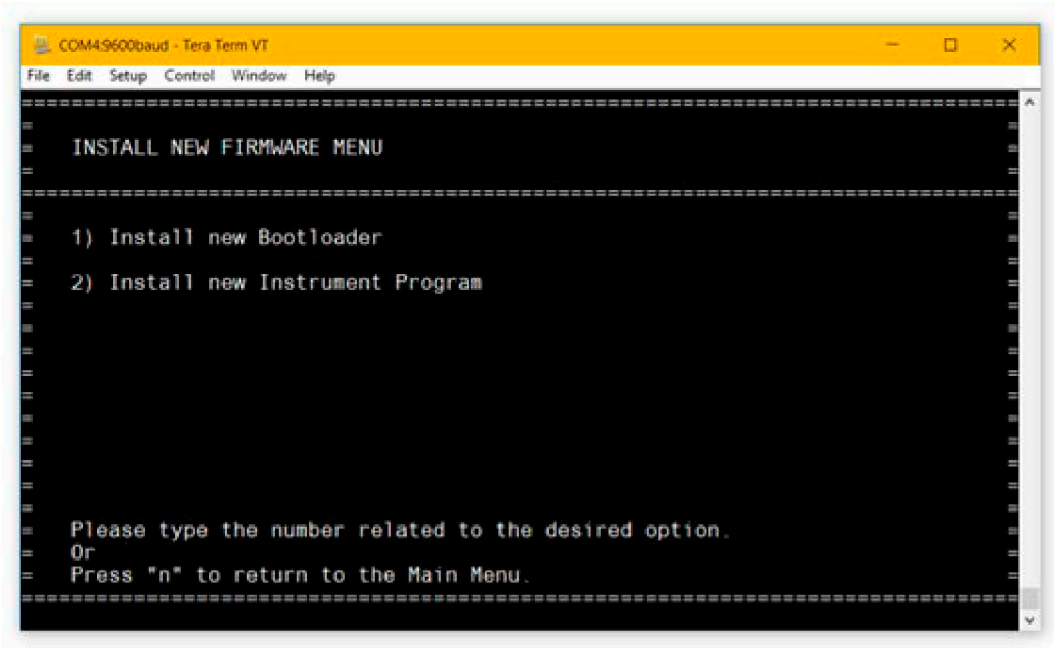 COM4:9600baud - Tera Term VT
File Edit Setup Control Window Help
INSTALL NEW FIRMWARE MENU
1) Install new Bootloader
2) Install new Instrument Program
Please type the number related to the desired option.
Or
Press "n" to return to the Main Menu.